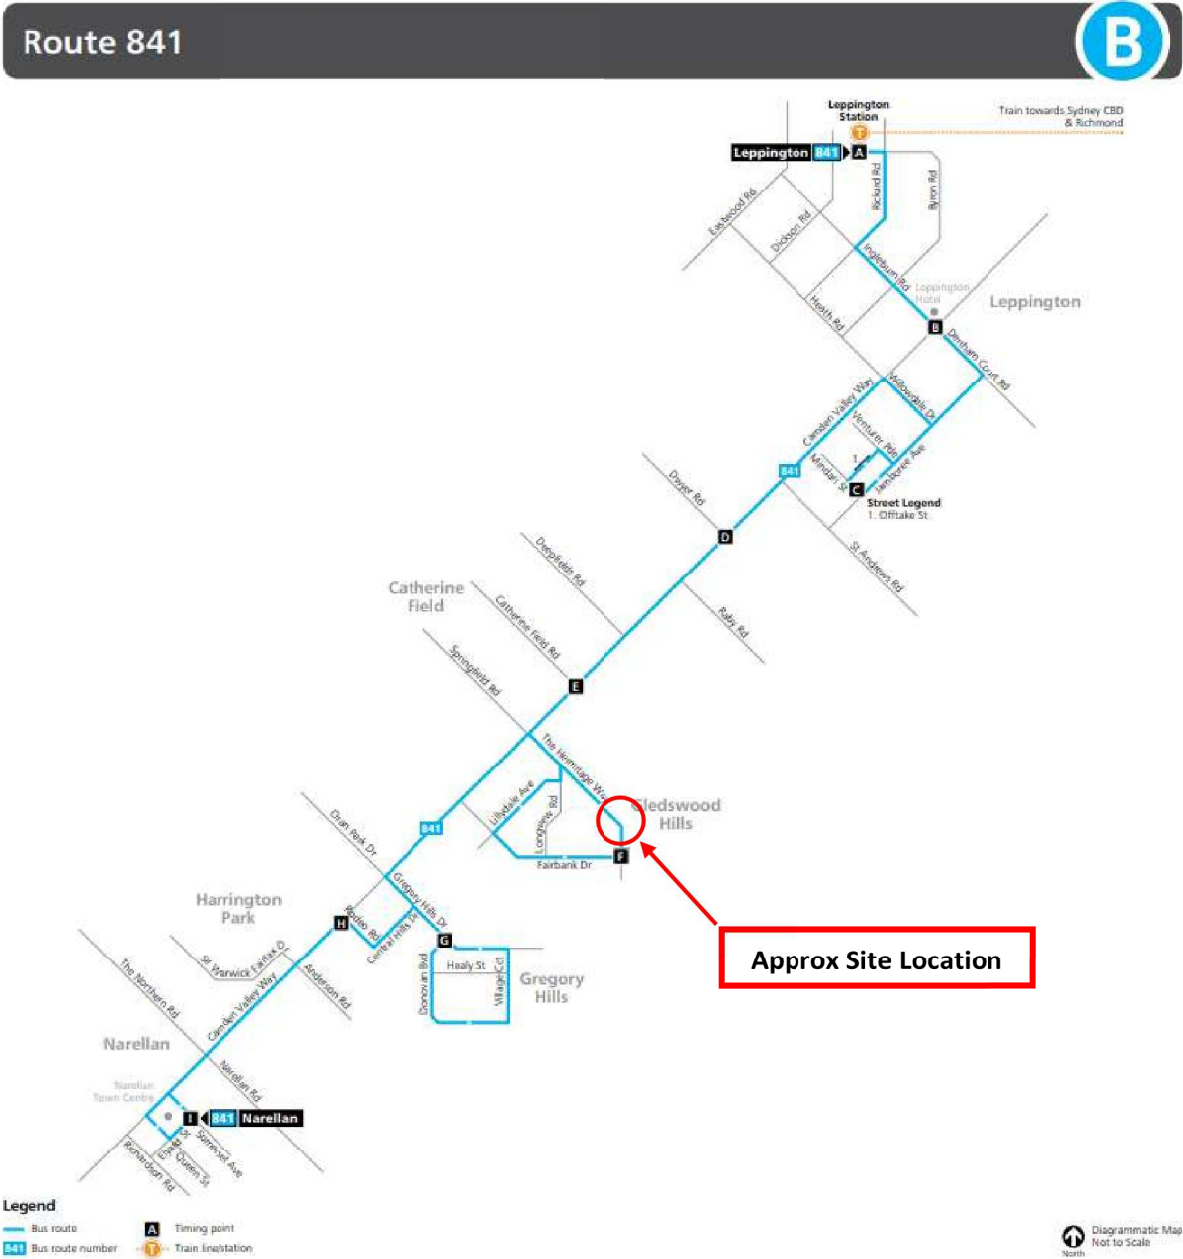 Route 841
B
Leppington
Station
Train towards Sydney CBD
& Richmond
T
Leppington 841 A
Rickard Rd
Byron Rd
Eastwood Rd
Dickson Rd
Ingleburn Rd
Leppington
Hotel
Leppington
Heath Rd
B
Denham Court Rd
Willowdale Dr
Camden Valley Way
Venturer Pde
841
Mindari St
1
Jamboree Ave
C
Street Legend
1. Offtake St
Dwyer Rd
D
St Andrews Rd
Deepfields Rd
Catherine
Field
Catherine Field Rd
Raby Rd
Springfield Rd
E
The Hermitage Way
Lillydale Ave
Longview Rd
Gledswood
Hills
Oran Park Dr
841
Fairbank Dr
F
Gregory Hills Dr
Harrington
Park
H
Rodeo Rd
Central Hills Dr
G
Approx Site Location
Sir Warwick Fairfax D
Anderson Rd
Donovan Bvd
Healy St
Village Cct
Gregory
Hills
The Northern Rd
Camden Valley Way
Narellan
Narellan Rd
Narellan
Town Centre
I 841 Narellan
Elyard St
Somerset Ave
Queen St
Richardson Rd
Legend
Bus route
A Timing point
841 Bus route number
T Train line/station
North
Diagrammatic Map
Not to Scale